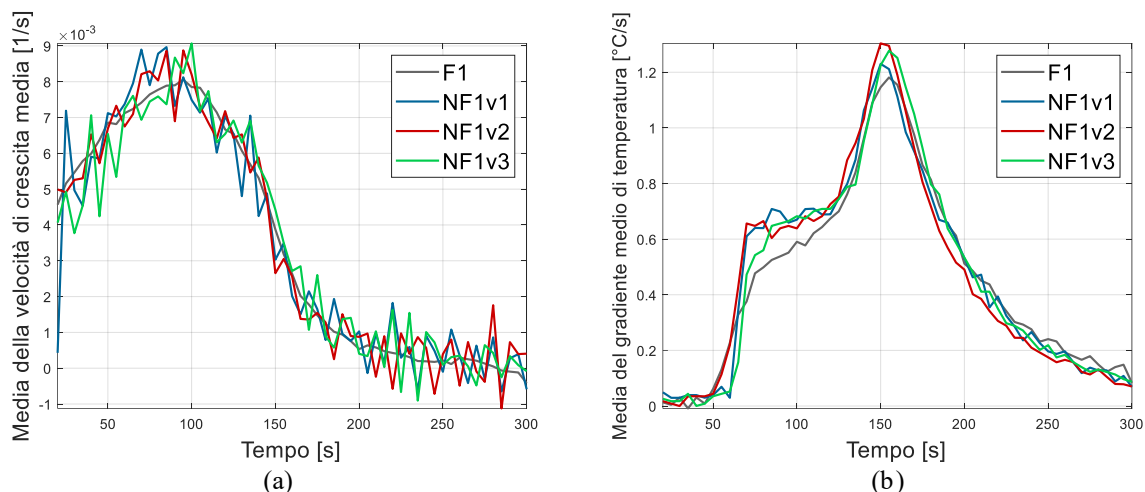 ×10⁻³
Media della velocità di crescita media [1/s]
9
8
7
6
5
4
3
2
1
0
-1
50
100
150
200
250
300
Tempo [s]
F1
NF1v1
NF1v2
NF1v3
(a)
Media del gradiente medio di temperatura [°C/s]
1.2
1
0.8
0.6
0.4
0.2
0
50
100
150
200
250
300
Tempo [s]
F1
NF1v1
NF1v2
NF1v3
(b)